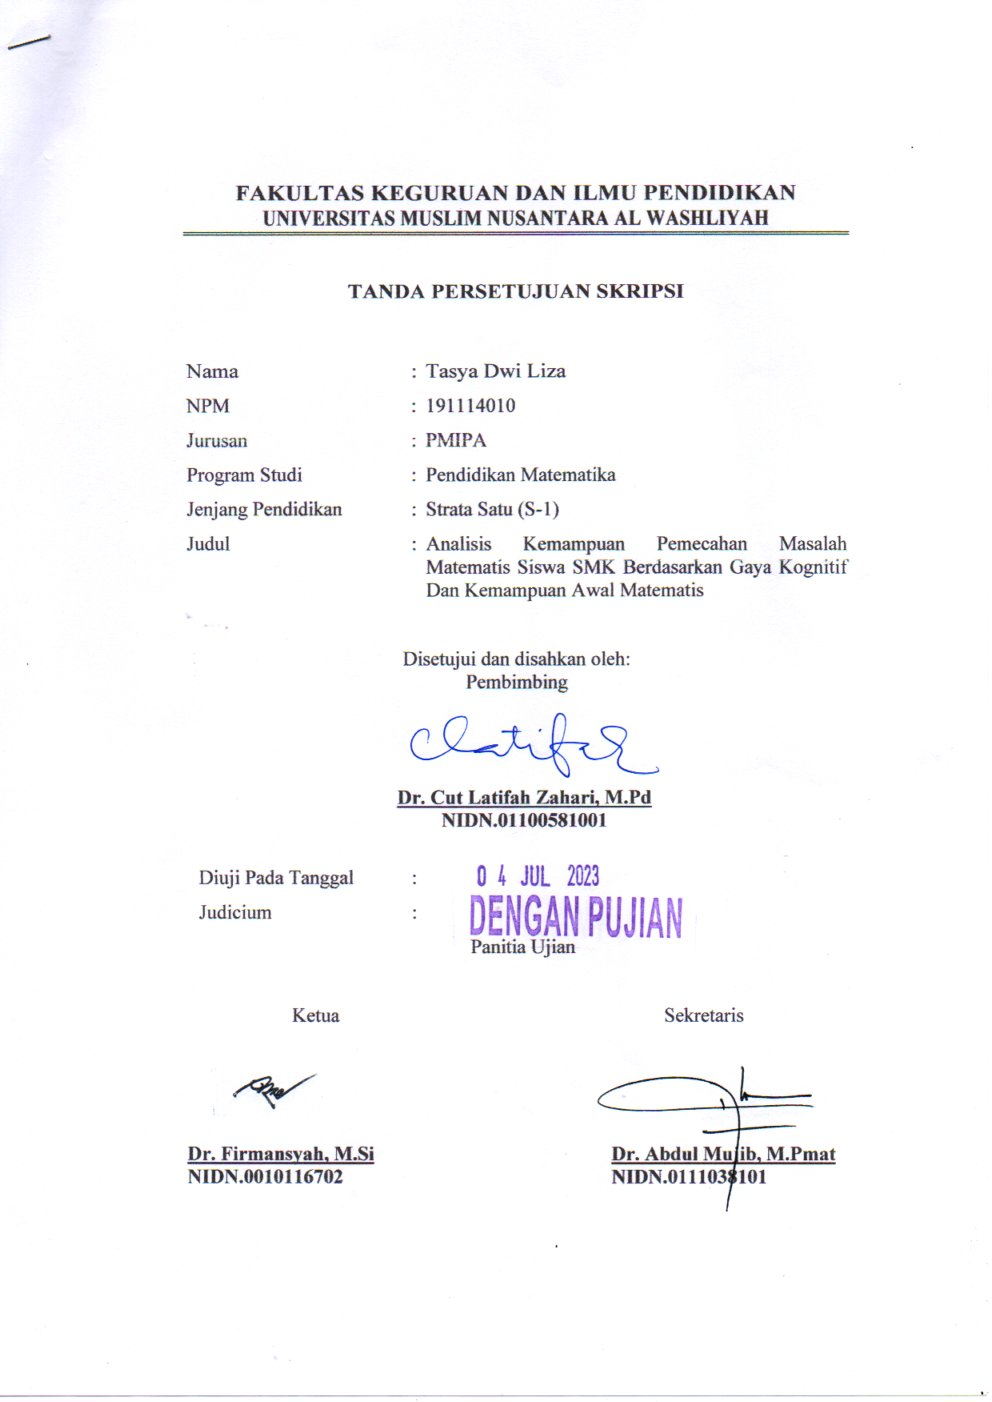 FAKULTAS KEGURUAN DAN ILMU PENDIDIKAN
UNIVERSITAS MUSLIM NUSANTARA AL WASHLIYAH
TANDA PERSETUJUAN SKRIPSI
Nama : Tasya Dwi Liza
NPM : 191114010
Jurusan : PMIPA
Program Studi : Pendidikan Matematika
Jenjang Pendidikan : Strata Satu (S-1)
Judul : Analisis Kemampuan Pemecahan Masalah
Matematis Siswa SMK Berdasarkan Gaya Kognitif
Dan Kemampuan Awal Matematis
Disetujui dan disahkan oleh:
Pembimbing
Clatifah
Dr. Cut Latifah Zahari, M.Pd
NIDN.01100581001
Diuji Pada Tanggal : 04 JUL 2023
Judicium : DENGAN PUJIAN
Panitia Ujian
Ketua Sekretaris
Dr. Firmansyah, M.Si Dr. Abdul Mujib, M.Pmat
NIDN.0010116702 NIDN.0111038101